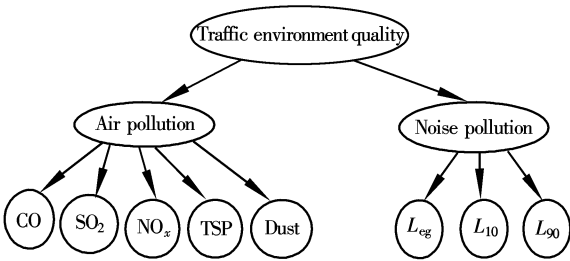 Traffic environment quality
Air pollution
Noise pollution
CO
SO₂
NOₓ
TSP
Dust
Leg
L₁₀
L₉₀